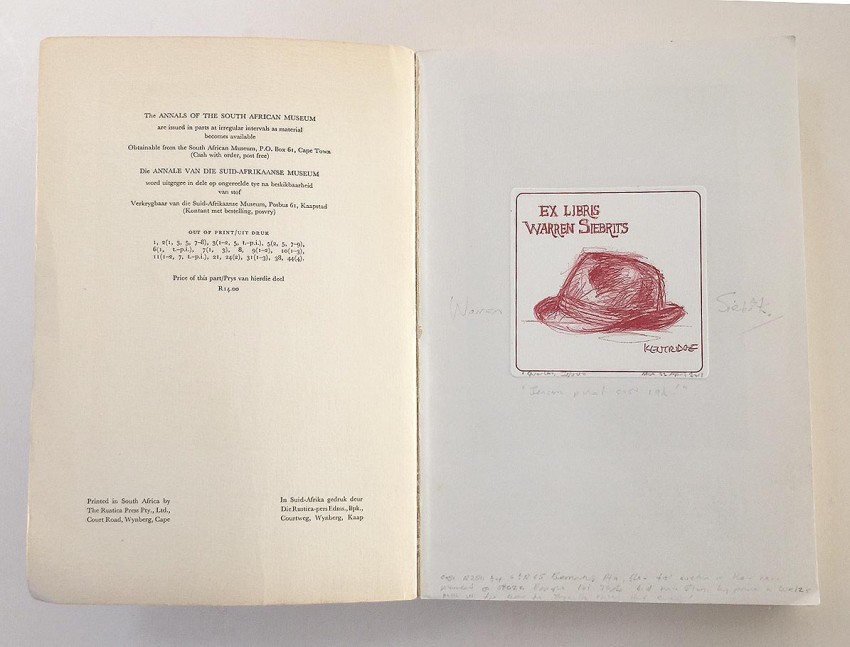 The ANNALS OF THE SOUTH AFRICAN MUSEUM
are issued in parts at irregular intervals as material
becomes available
Obtainable from the South African Museum, P.O. Box 61, Cape Town
(Cash with order, post free)
Die ANNALE VAN DIE SUID-AFRIKAANSE MUSEUM
word uitgegee in dele op ongereelde tye na beskikbaarheid
van stof
Verkrygbaar van die Suid-Afrikaanse Museum, Posbus 61, Kaapstad
(Kontant met bestelling, posvry)
OUT OF PRINT/UIT DRUK
1, 2(1, 3, 5, 7–8), 3(1–2, 5, t.–p.i.), 5(2, 5, 7–9),
6(1, t.–p.i.), 7(1, 3), 8, 9(1–2), 10(1–3),
11(1–2, 7, t.–p.i.), 21, 24(2), 31(1–3), 38, 44(4).
Price of this part/Prys van hierdie deel
R14.00
Printed in South Africa by
The Rustica Press Pty., Ltd.,
Court Road, Wynberg, Cape
In Suid-Afrika gedruk deur
Die Rustica-pers Edms., Bpk.,
Courtweg, Wynberg, Kaap
EX LIBRIS
WARREN SIEBRITS
KENTRIDGE
Warren